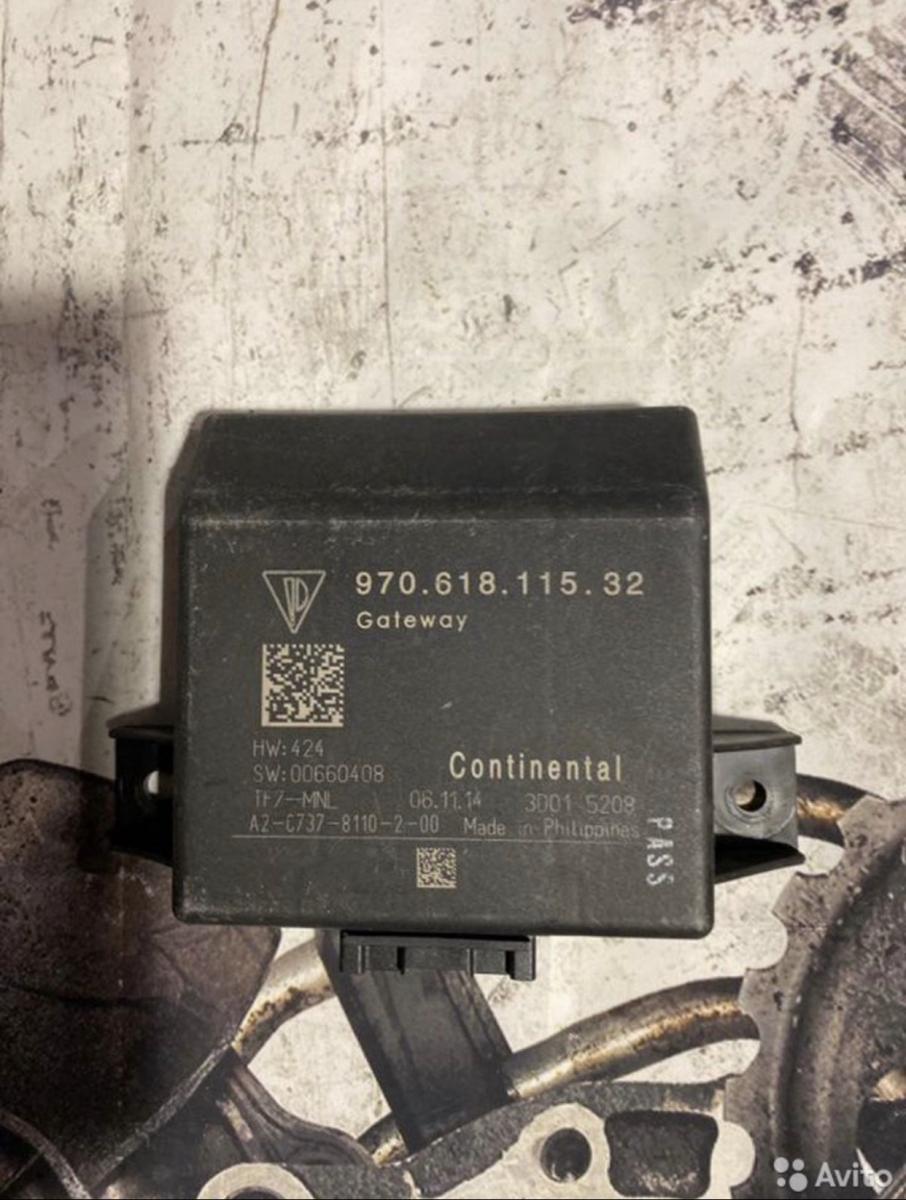 970.618.115.32
Gateway
HW:424
SW:00660408
Continental
TF7-MNL 06.11.14 3D01 5208
A2-C737-8110-2-00 Made in Philippines
PASS
Avito